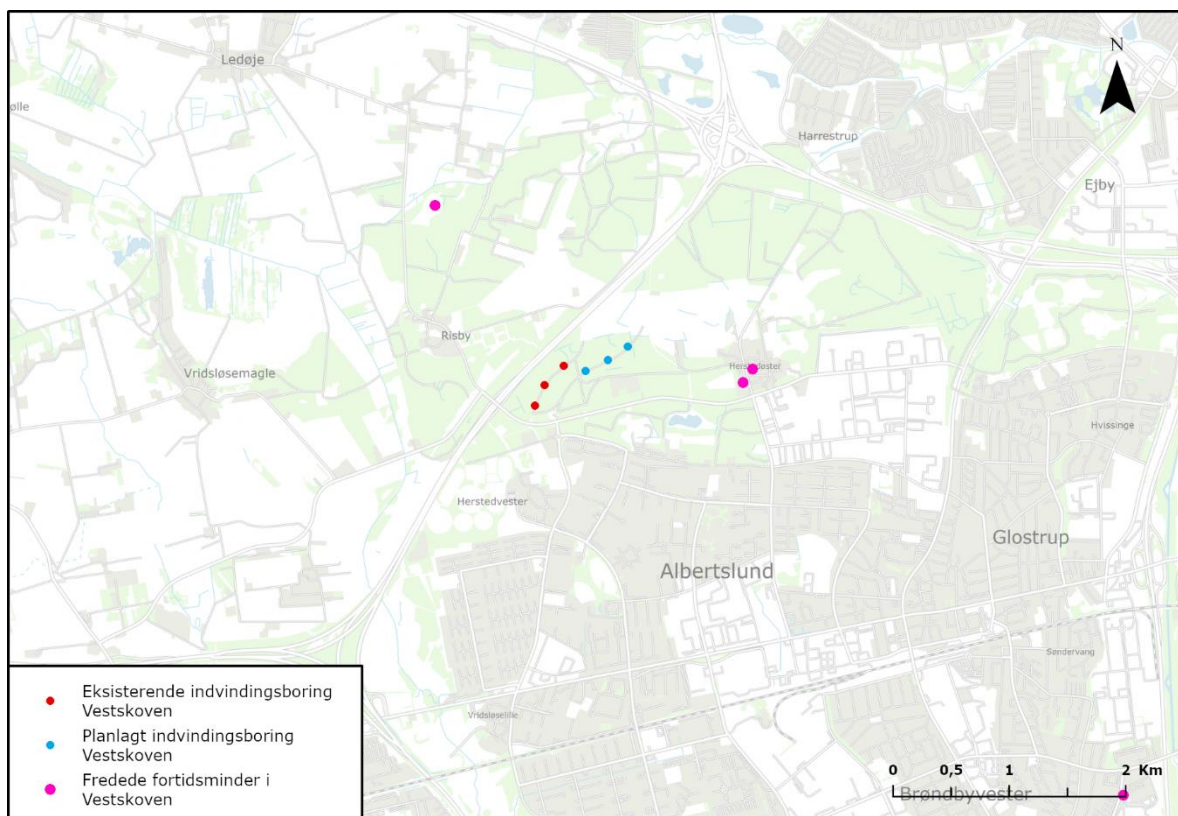 Ledøje
N
ølle
Harrestrup
Ejby
Risby
Vridsløsemagle
Hvissinge
Herstedvester
Glostrup
Albertslund
Søndervang
Vridsløselille
Eksisterende indvindingsboring
Vestskoven
Planlagt indvindingsboring
Vestskoven
Fredede fortidsminder i
Vestskoven
0 0,5 1 2 Km
Brøndbyvester